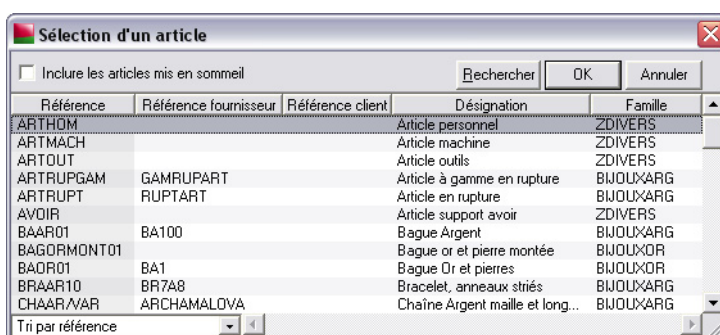 Sélection d'un article
Inclure les articles mis en sommeil Rechercher OK Annuler
Référence Référence fournisseur Référence client Désignation Famille
ARTHOM Article personnel ZDIVERS
ARTMACH Article machine ZDIVERS
ARTOUT Article outils ZDIVERS
ARTRUPGAM GAMRUPART Article à gamme en rupture BIJOUXARG
ARTRUPT RUPTART Article en rupture BIJOUXARG
AVOIR Article support avoir ZDIVERS
BAAR01 BA100 Bague Argent BIJOUXARG
BAGORMONT01 Bague or et pierre montée BIJOUXOR
BAOR01 BA1 Bague Or et pierres BIJOUXOR
BRAAR10 BR7A8 Bracelet, anneaux striés BIJOUXARG
CHAAR/VAR ARCHAMALOVA Chaîne Argent maille et long... BIJOUXARG
Tri par référence